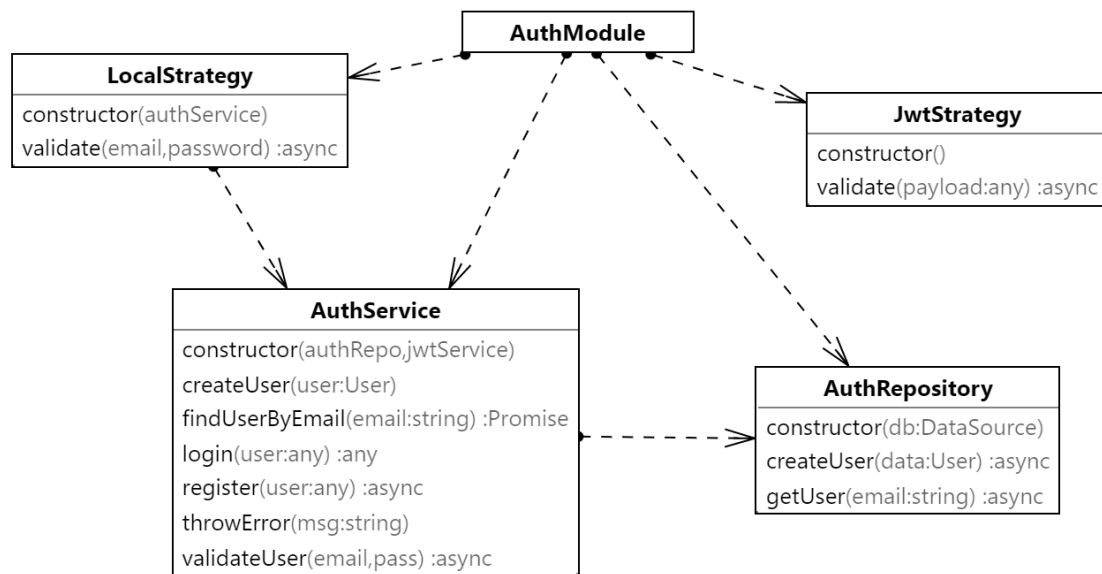 AuthModule
LocalStrategy
constructor(authService)
validate(email,password) :async
JwtStrategy
constructor()
validate(payload:any) :async
AuthService
constructor(authRepo,jwtService)
createUser(user:User)
findUserByEmail(email:string) :Promise
login(user:any) :any
register(user:any) :async
throwError(msg:string)
validateUser(email,pass) :async
AuthRepository
constructor(db:DataSource)
createUser(data:User) :async
getUser(email:string) :async